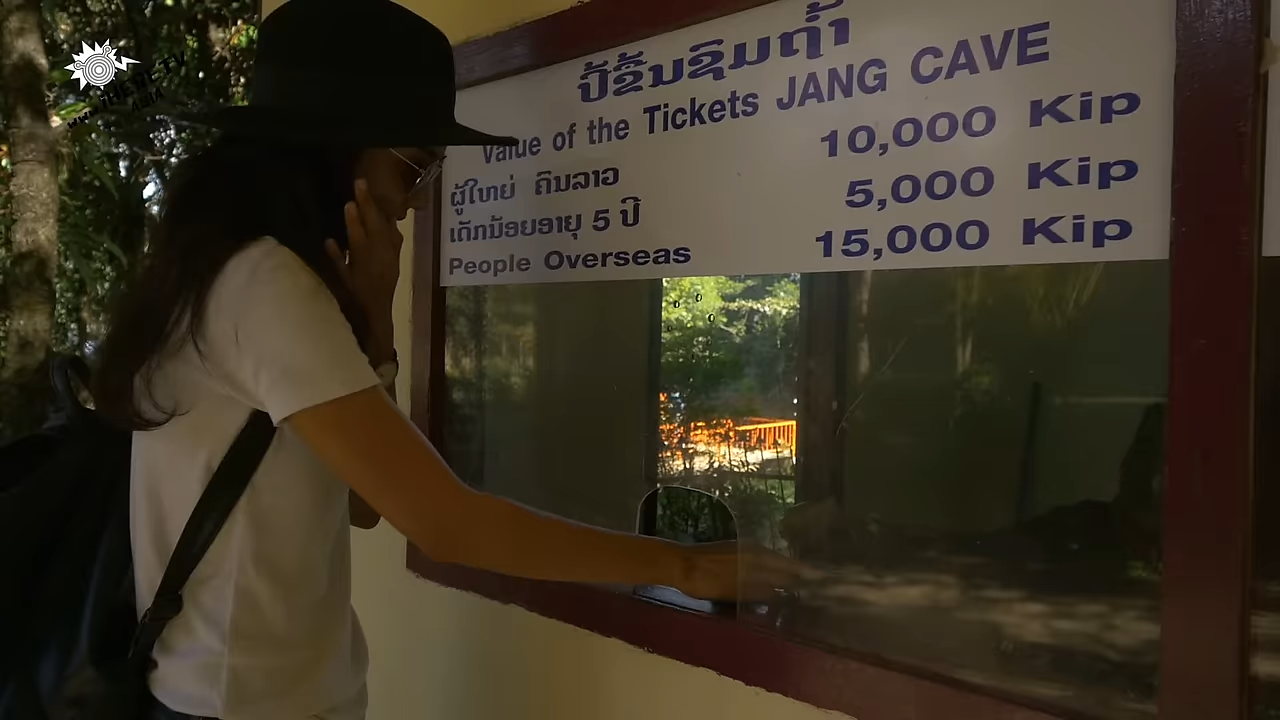 ປີ້ຂຶ້ນຊົມຖ້ຳ
Value of the Tickets JANG CAVE
ຜູ້ໃຫຍ່ ຄົນລາວ 10,000 Kip
ເດັກນ້ອຍອາຍຸ 5 ປີ 5,000 Kip
People Overseas 15,000 Kip